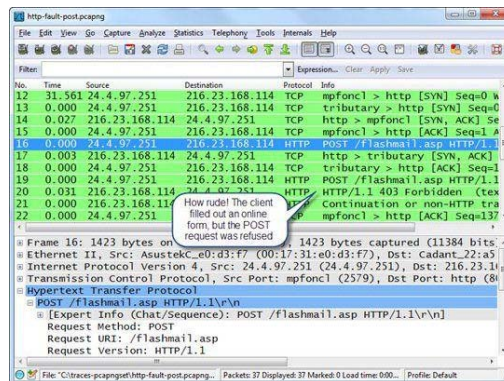 http-fault-post.pcapng
File Edit View Go Capture Analyze Statistics Telephony Tools Internals Help
Filter: Expression... Clear Apply Save
No. Time Source Destination Protocol Info
12 31.561 24.4.97.251 216.23.168.114 TCP mpfoncl > http [SYN] Seq=0 W
13 0.000 24.4.97.251 216.23.168.114 TCP tributary > http [SYN] Seq=0
14 0.027 216.23.168.114 24.4.97.251 TCP http > mpfoncl [SYN, ACK] Se
15 0.000 24.4.97.251 216.23.168.114 TCP mpfoncl > http [ACK] Seq=1 A
16 0.000 24.4.97.251 216.23.168.114 HTTP POST /flashmail.asp HTTP/1.1
17 0.003 216.23.168.114 24.4.97.251 TCP http > tributary [SYN, ACK]
18 0.000 24.4.97.251 216.23.168.114 TCP tributary > http [ACK] Seq=1
19 0.000 24.4.97.251 216.23.168.114 HTTP POST /flashmail.asp HTTP/1.1
20 0.031 216.23.168.114 24.4.97.251 HTTP HTTP/1.1 403 Forbidden (tex
21 0.000 HTTP Continuation or non-HTTP tra
22 0.000 24.4.97.251 TCP mpfoncl > http [ACK] Seq=137
How rude! The client
filled out an online
form, but the POST
request was refused
Frame 16: 1423 bytes on 1423 bytes captured (11384 bits
Ethernet II, Src: AsustekC_e0:d3:f7 (00:17:31:e0:d3:f7), Dst: Cadant_22:a5
Internet Protocol Version 4, Src: 24.4.97.251 (24.4.97.251), Dst: 216.23.1
Transmission Control Protocol, Src Port: mpfoncl (2579), Dst Port: http (8
Hypertext Transfer Protocol
POST /flashmail.asp HTTP/1.1\r\n
[Expert Info (Chat/Sequence): POST /flashmail.asp HTTP/1.1\r\n]
Request Method: POST
Request URI: /flashmail.asp
Request Version: HTTP/1.1
File: "C:\traces-pcapngset\http-fault-post.pcapng... Packets: 37 Displayed: 37 Marked: 0 Load time: 0:00... Profile: Default